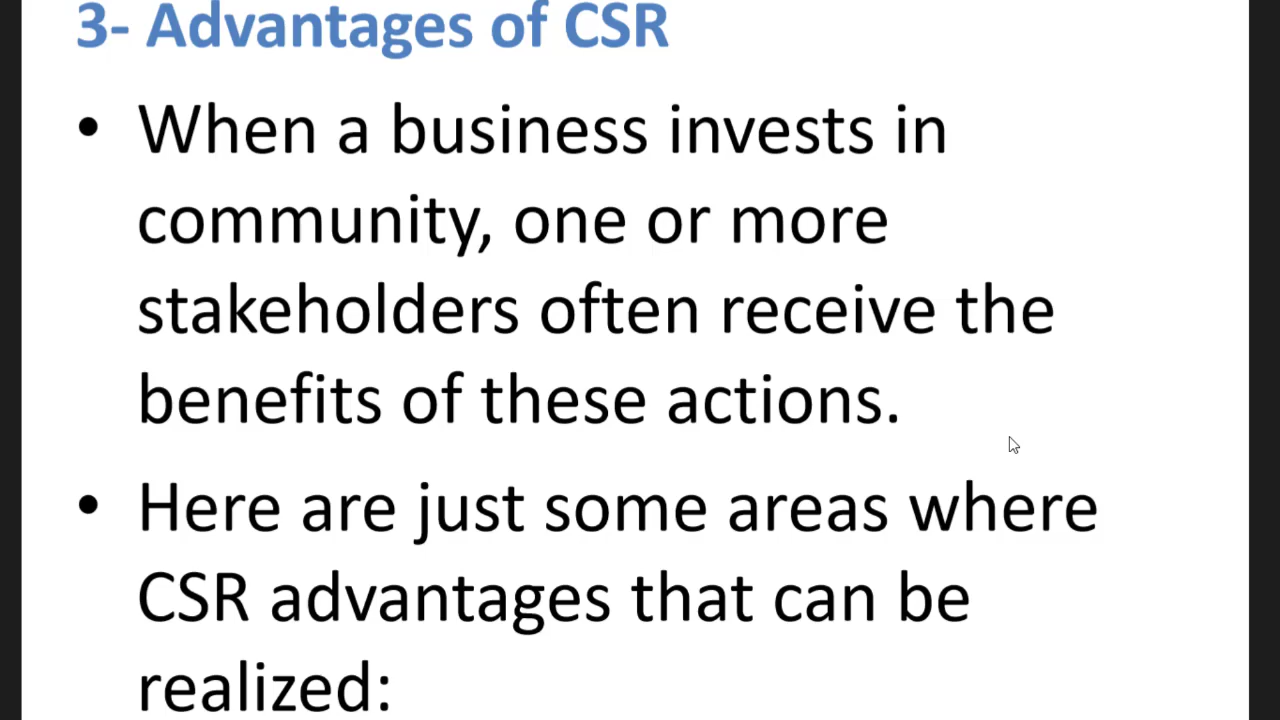 3- Advantages of CSR
• When a business invests in
community, one or more
stakeholders often receive the
benefits of these actions.
• Here are just some areas where
CSR advantages that can be
realized: